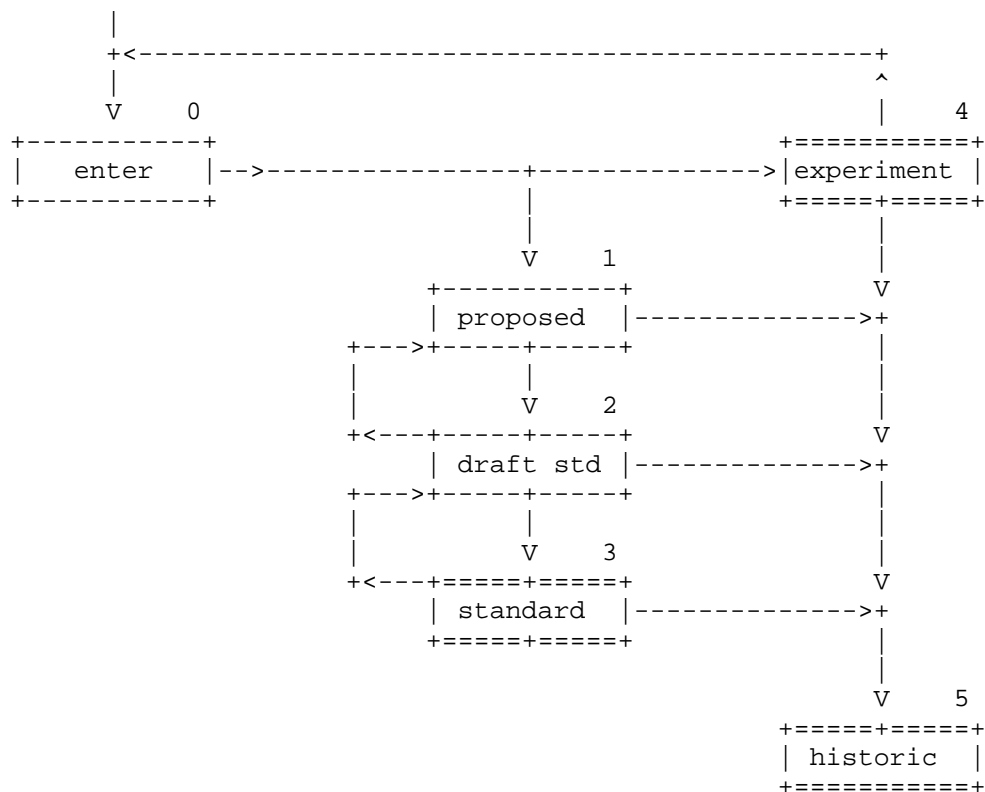 0
4
enter
experiment
1
proposed
2
draft std
3
standard
5
historic